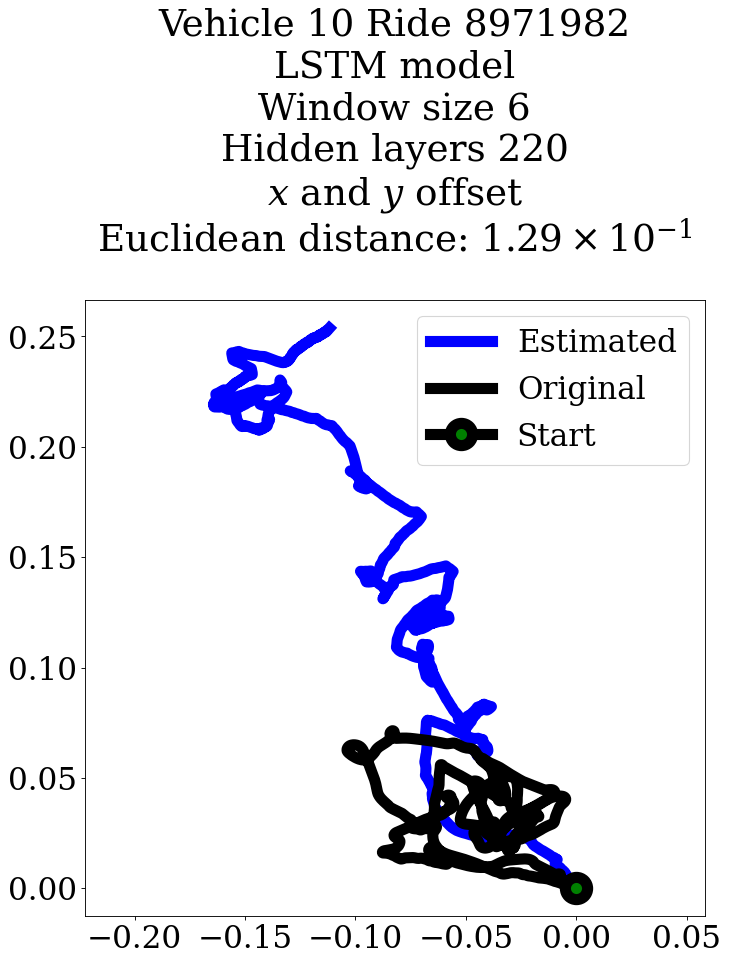 Vehicle 10 Ride 8971982
LSTM model
Window size 6
Hidden layers 220
x and y offset
Euclidean distance: 1.29 × 10⁻¹
Estimated
Original
Start
0.25
0.20
0.15
0.10
0.05
0.00
−0.20 −0.15 −0.10 −0.05 0.00 0.05